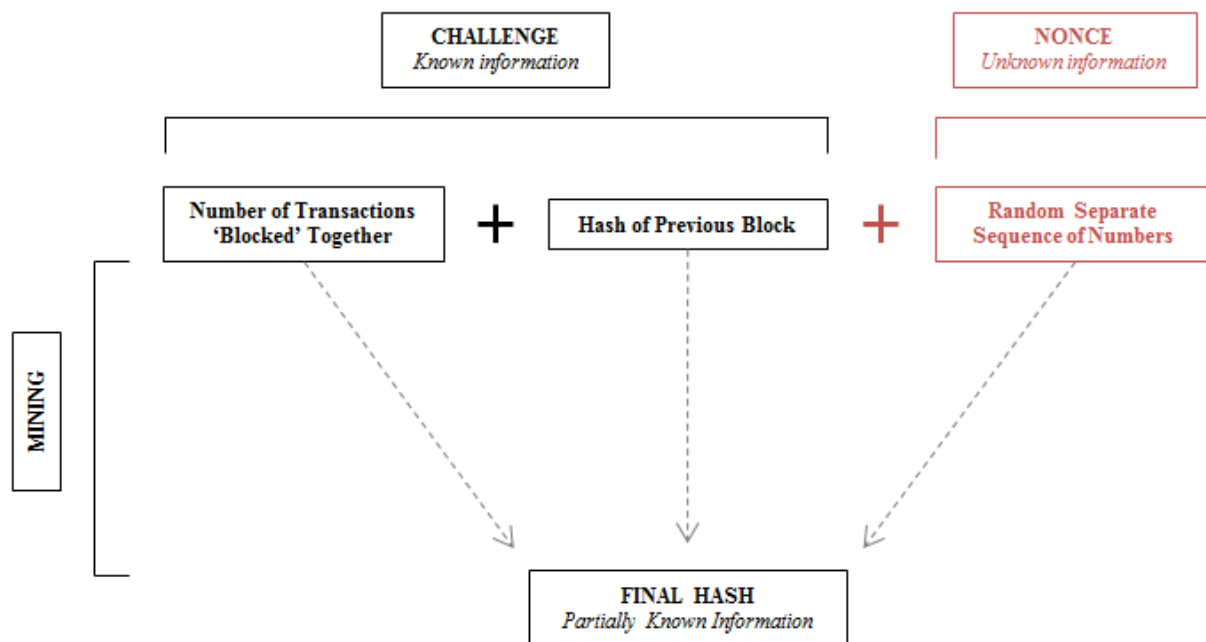 CHALLENGE
Known information
NONCE
Unknown information
Number of Transactions
‘Blocked’ Together
+
Hash of Previous Block
+
Random Separate
Sequence of Numbers
MINING
FINAL HASH
Partially Known Information